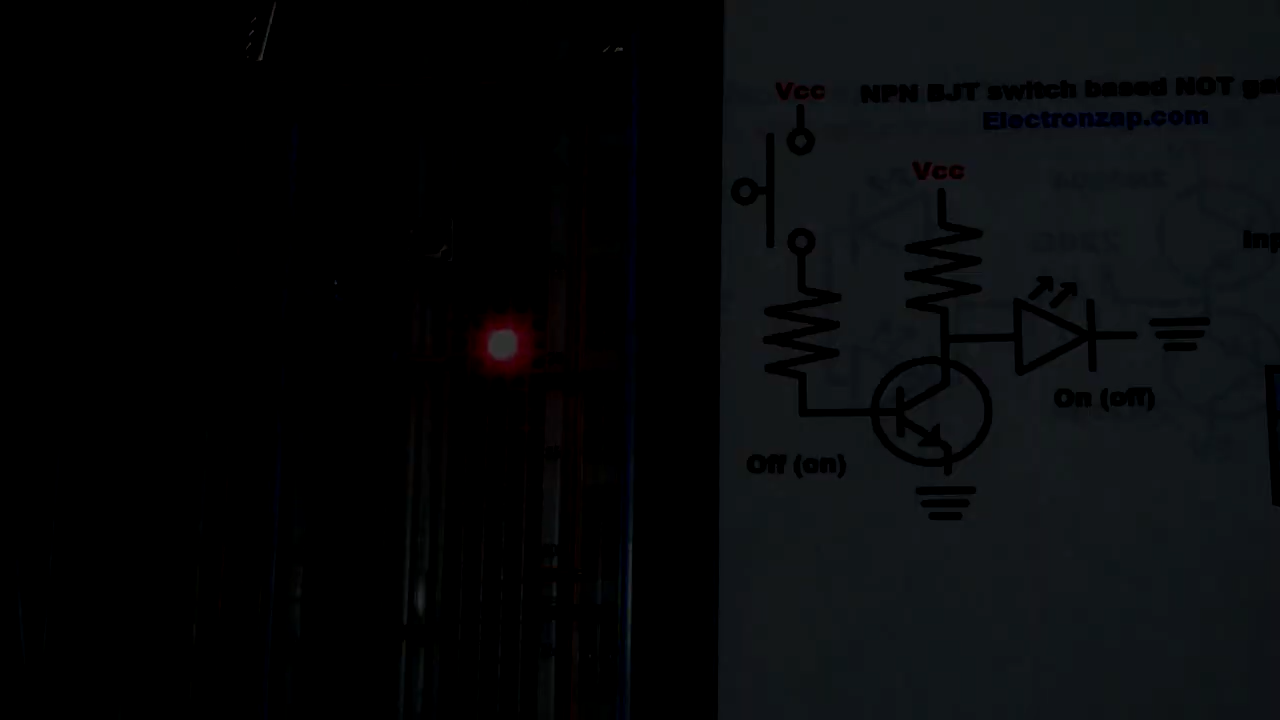 Vcc
NPN BJT switch based NOT
Electronzap.com
Vcc
On (off)
Off (on)